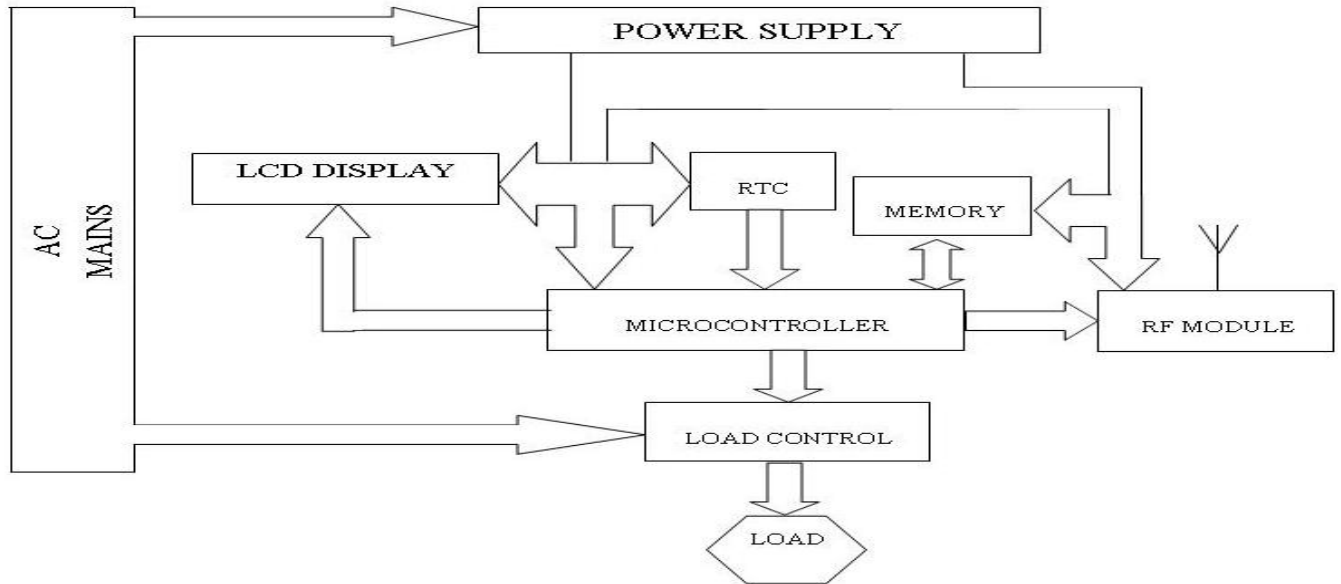 POWER SUPPLY
AC
MAINS
LCD DISPLAY
RTC
MEMORY
MICROCONTROLLER
RF MODULE
LOAD CONTROL
LOAD